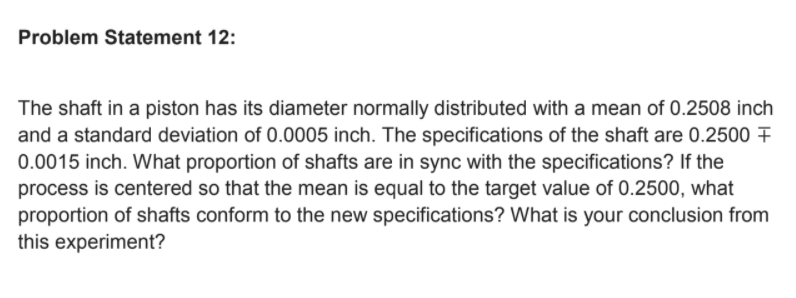 Problem Statement 12:
The shaft in a piston has its diameter normally distributed with a mean of 0.2508 inch
and a standard deviation of 0.0005 inch. The specifications of the shaft are 0.2500 ∓
0.0015 inch. What proportion of shafts are in sync with the specifications? If the
process is centered so that the mean is equal to the target value of 0.2500, what
proportion of shafts conform to the new specifications? What is your conclusion from
this experiment?